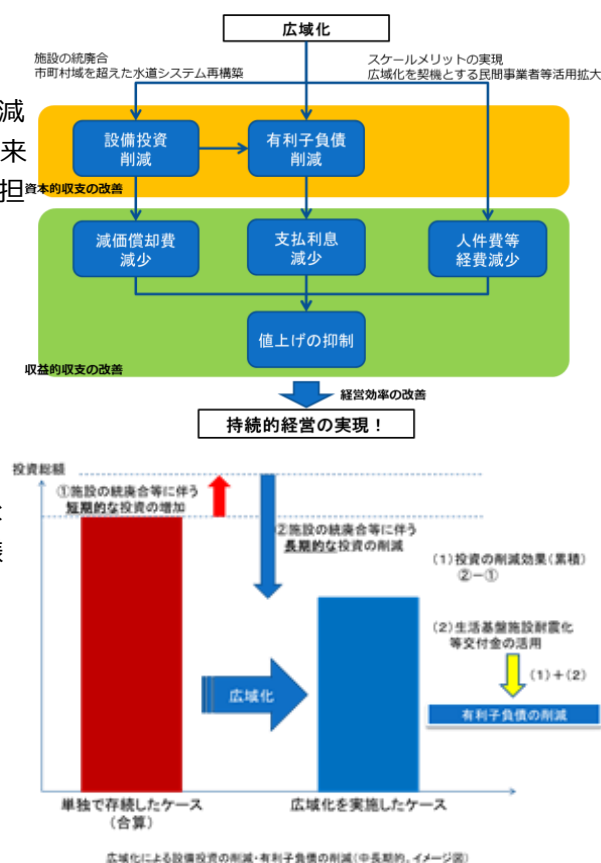 広域化
施設の統廃合
市町村域を超えた水道システム再構築
スケールメリットの実現
広域化を契機とする民間事業者等活用拡大
減
来
担
設備投資
削減
有利子負債
削減
資本的収支の改善
減価償却費
減少
支払利息
減少
人件費等
経費減少
値上げの抑制
収益的収支の改善
経営効率の改善
持続的経営の実現！
投資総額
①施設の統廃合等に伴う
短期的な投資の増加
②施設の統廃合等に伴う
長期的な投資の削減
(1)投資の削減効果(累積)
②－①
(2)生活基盤施設耐震化
等交付金の活用
(1)＋(2)
広域化
有利子負債の削減
単独で存続したケース
(合算)
広域化を実施したケース
広域化による設備投資の削減・有利子負債の削減(中長期的、イメージ図)